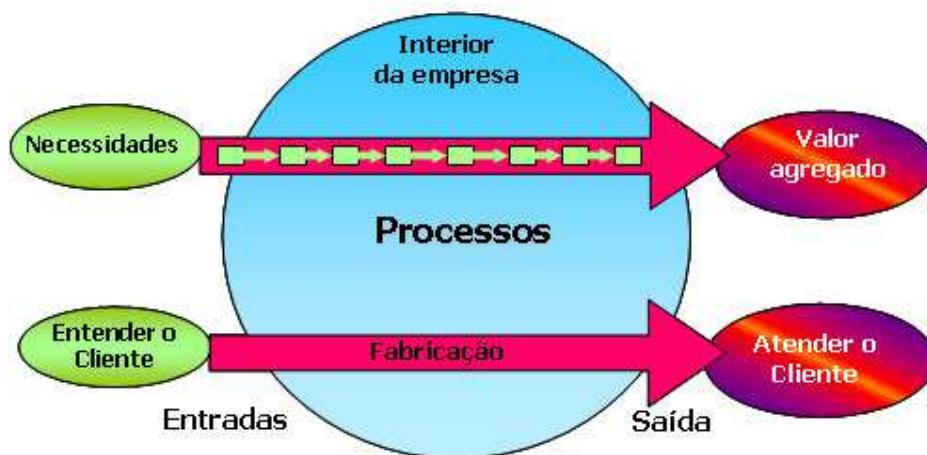 Interior
da empresa
Necessidades
Valor
agregado
Processos
Entender o
Cliente
Fabricação
Atender o
Cliente
Entradas
Saída